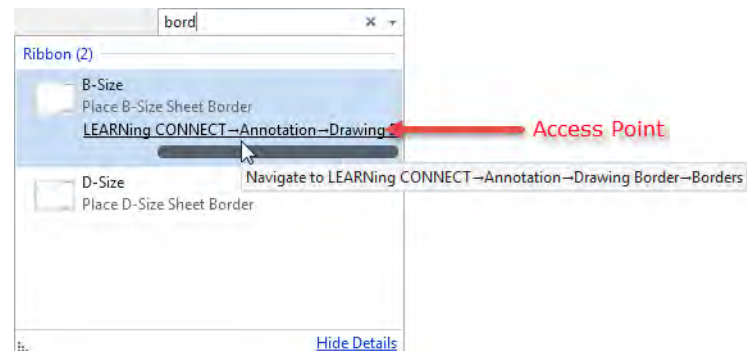 bord
Ribbon (2)
B-Size
Place B-Size Sheet Border
LEARNing CONNECT→Annotation→Drawing
Access Point
Navigate to LEARNing CONNECT→Annotation→Drawing Border→Borders
D-Size
Place D-Size Sheet Border
Hide Details